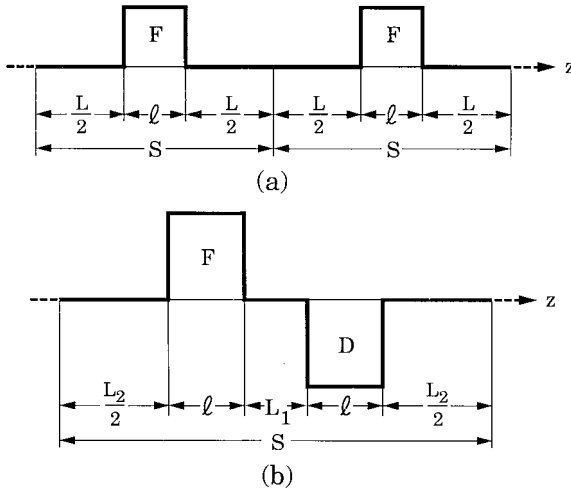 F F
z
L/2 ℓ L/2 L/2 ℓ L/2
S S
(a)
F
z
D
L₂/2 ℓ L₁ ℓ L₂/2
S
(b)